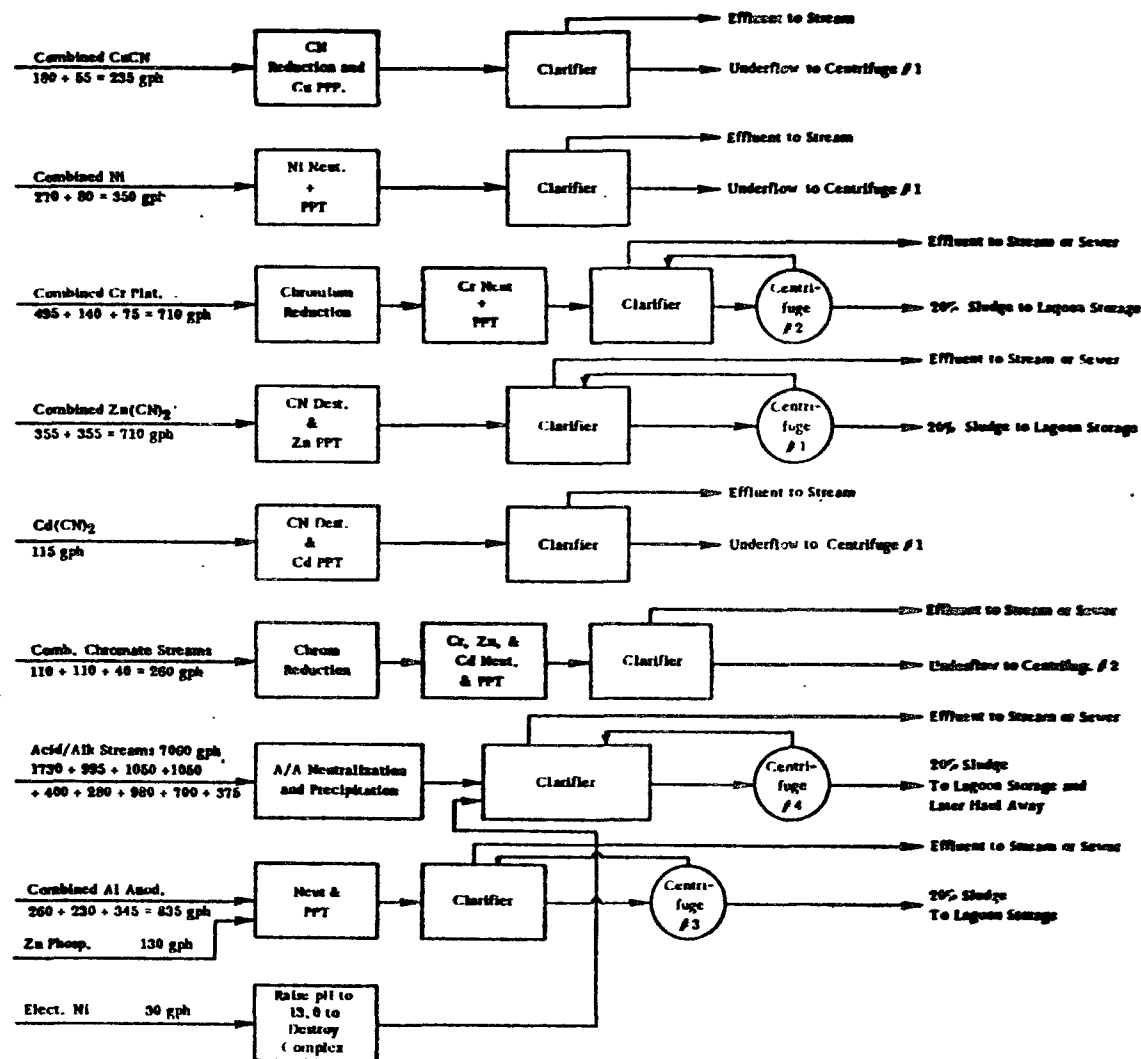 Effluent to Stream
Combined CuCN
180 + 55 = 235 gph
CN
Reduction and
Cu PPP.
Clarifier
Underflow to Centrifuge #1
Effluent to Stream
Combined Ni
270 + 80 = 350 gph
Ni Neut.
+
PPT
Clarifier
Underflow to Centrifuge #1
Effluent to Stream or Sewer
Combined Cr Plat.
495 + 140 + 75 = 710 gph
Chromium
Reduction
Cr Neut
+
PPT
Clarifier
Centri-
fuge
#2
20% Sludge to Lagoon Storage
Effluent to Stream or Sewer
Combined Zn(CN)2
355 + 355 = 710 gph
CN Dest.
&
Zn PPT
Clarifier
Centri-
fuge
#1
20% Sludge to Lagoon Storage
Effluent to Stream
Cd(CN)2
115 gph
CN Dest.
&
Cd PPT
Clarifier
Underflow to Centrifuge #1
Effluent to Stream or Sewer
Comb. Chromate Streams
110 + 110 + 40 = 260 gph
Chrom
Reduction
Cr, Zn, &
Cd Neut.
& PPT
Clarifier
Underflow to Centrifug. #2
Effluent to Stream or Sewer
Acid/Alk Streams 7060 gph
1730 + 995 + 1050 +1050
+ 400 + 280 + 980 + 700 + 375
A/A Neutralization
and Precipitation
Clarifier
Centri-
fuge
#4
20% Sludge
To Lagoon Storage and
Later Haul Away
Effluent to Stream or Sewer
Combined Al Anod.
260 + 230 + 345 = 835 gph
Neut &
PPT
Clarifier
Centri-
fuge
#3
20% Sludge
To Lagoon Storage
Zn Phosp. 130 gph
Elect. Ni 30 gph
Raise pH to
13.0 to
Destroy
Complex